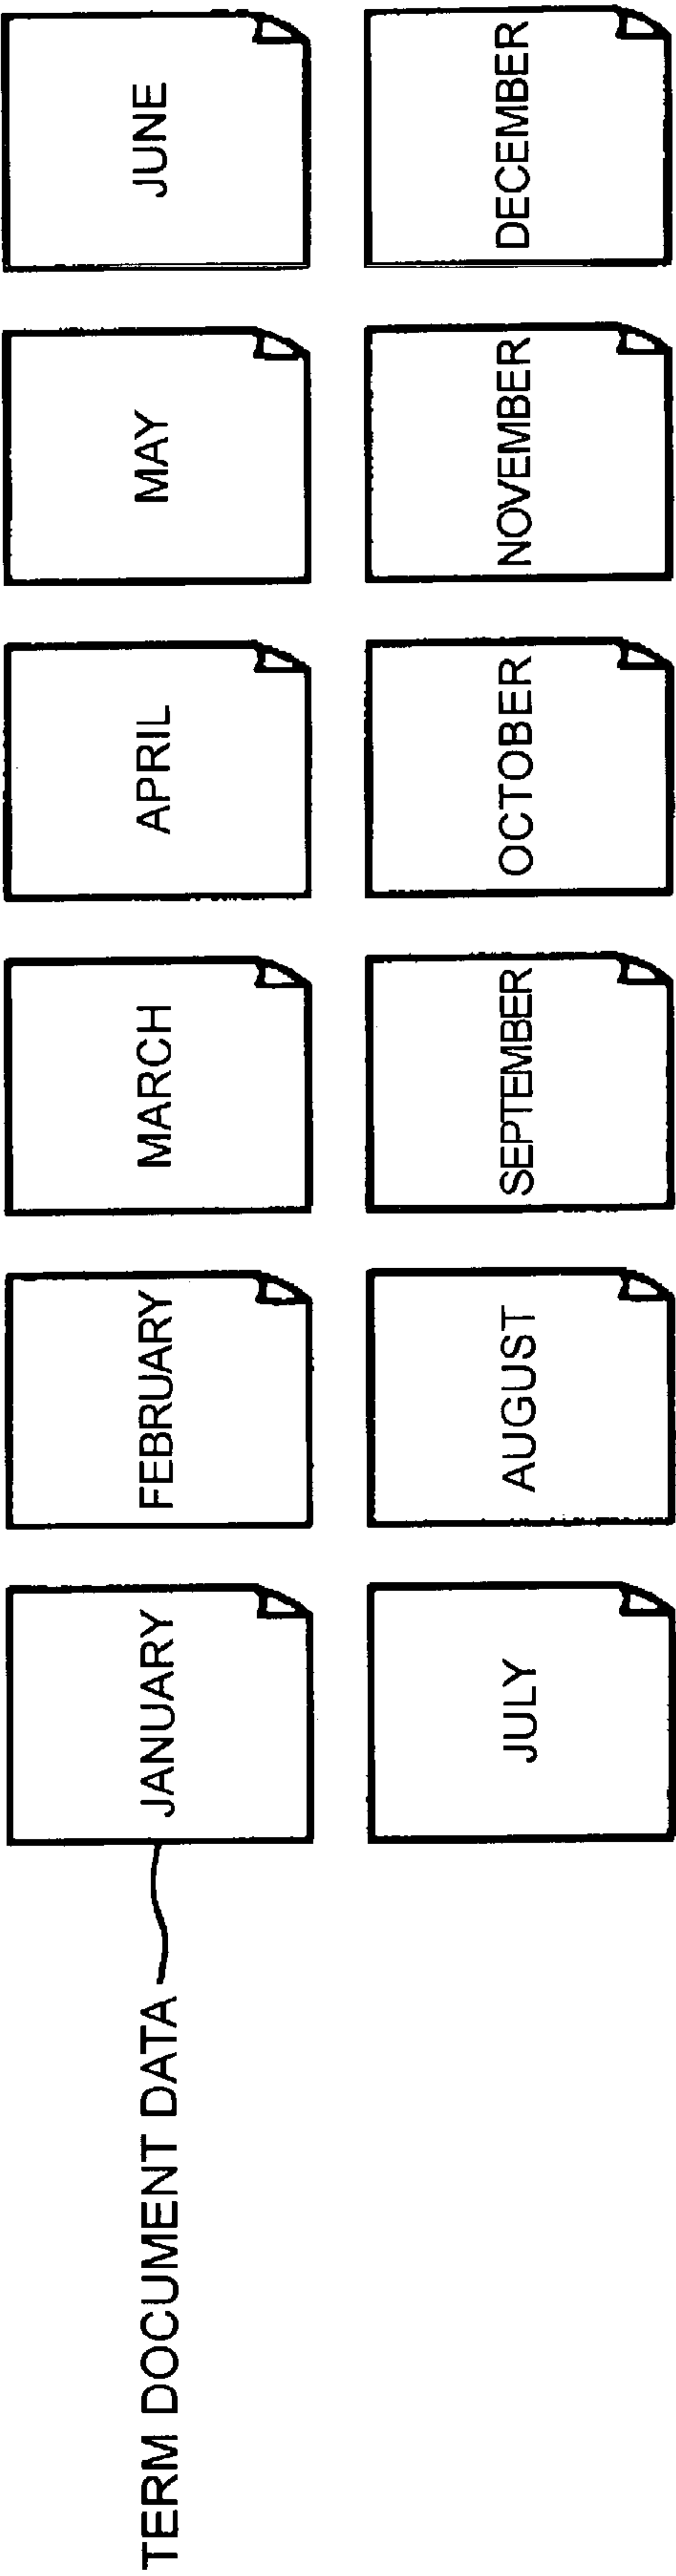 TERM DOCUMENT DATA
JANUARY
FEBRUARY
MARCH
APRIL
MAY
JUNE
JULY
AUGUST
SEPTEMBER
OCTOBER
NOVEMBER
DECEMBER